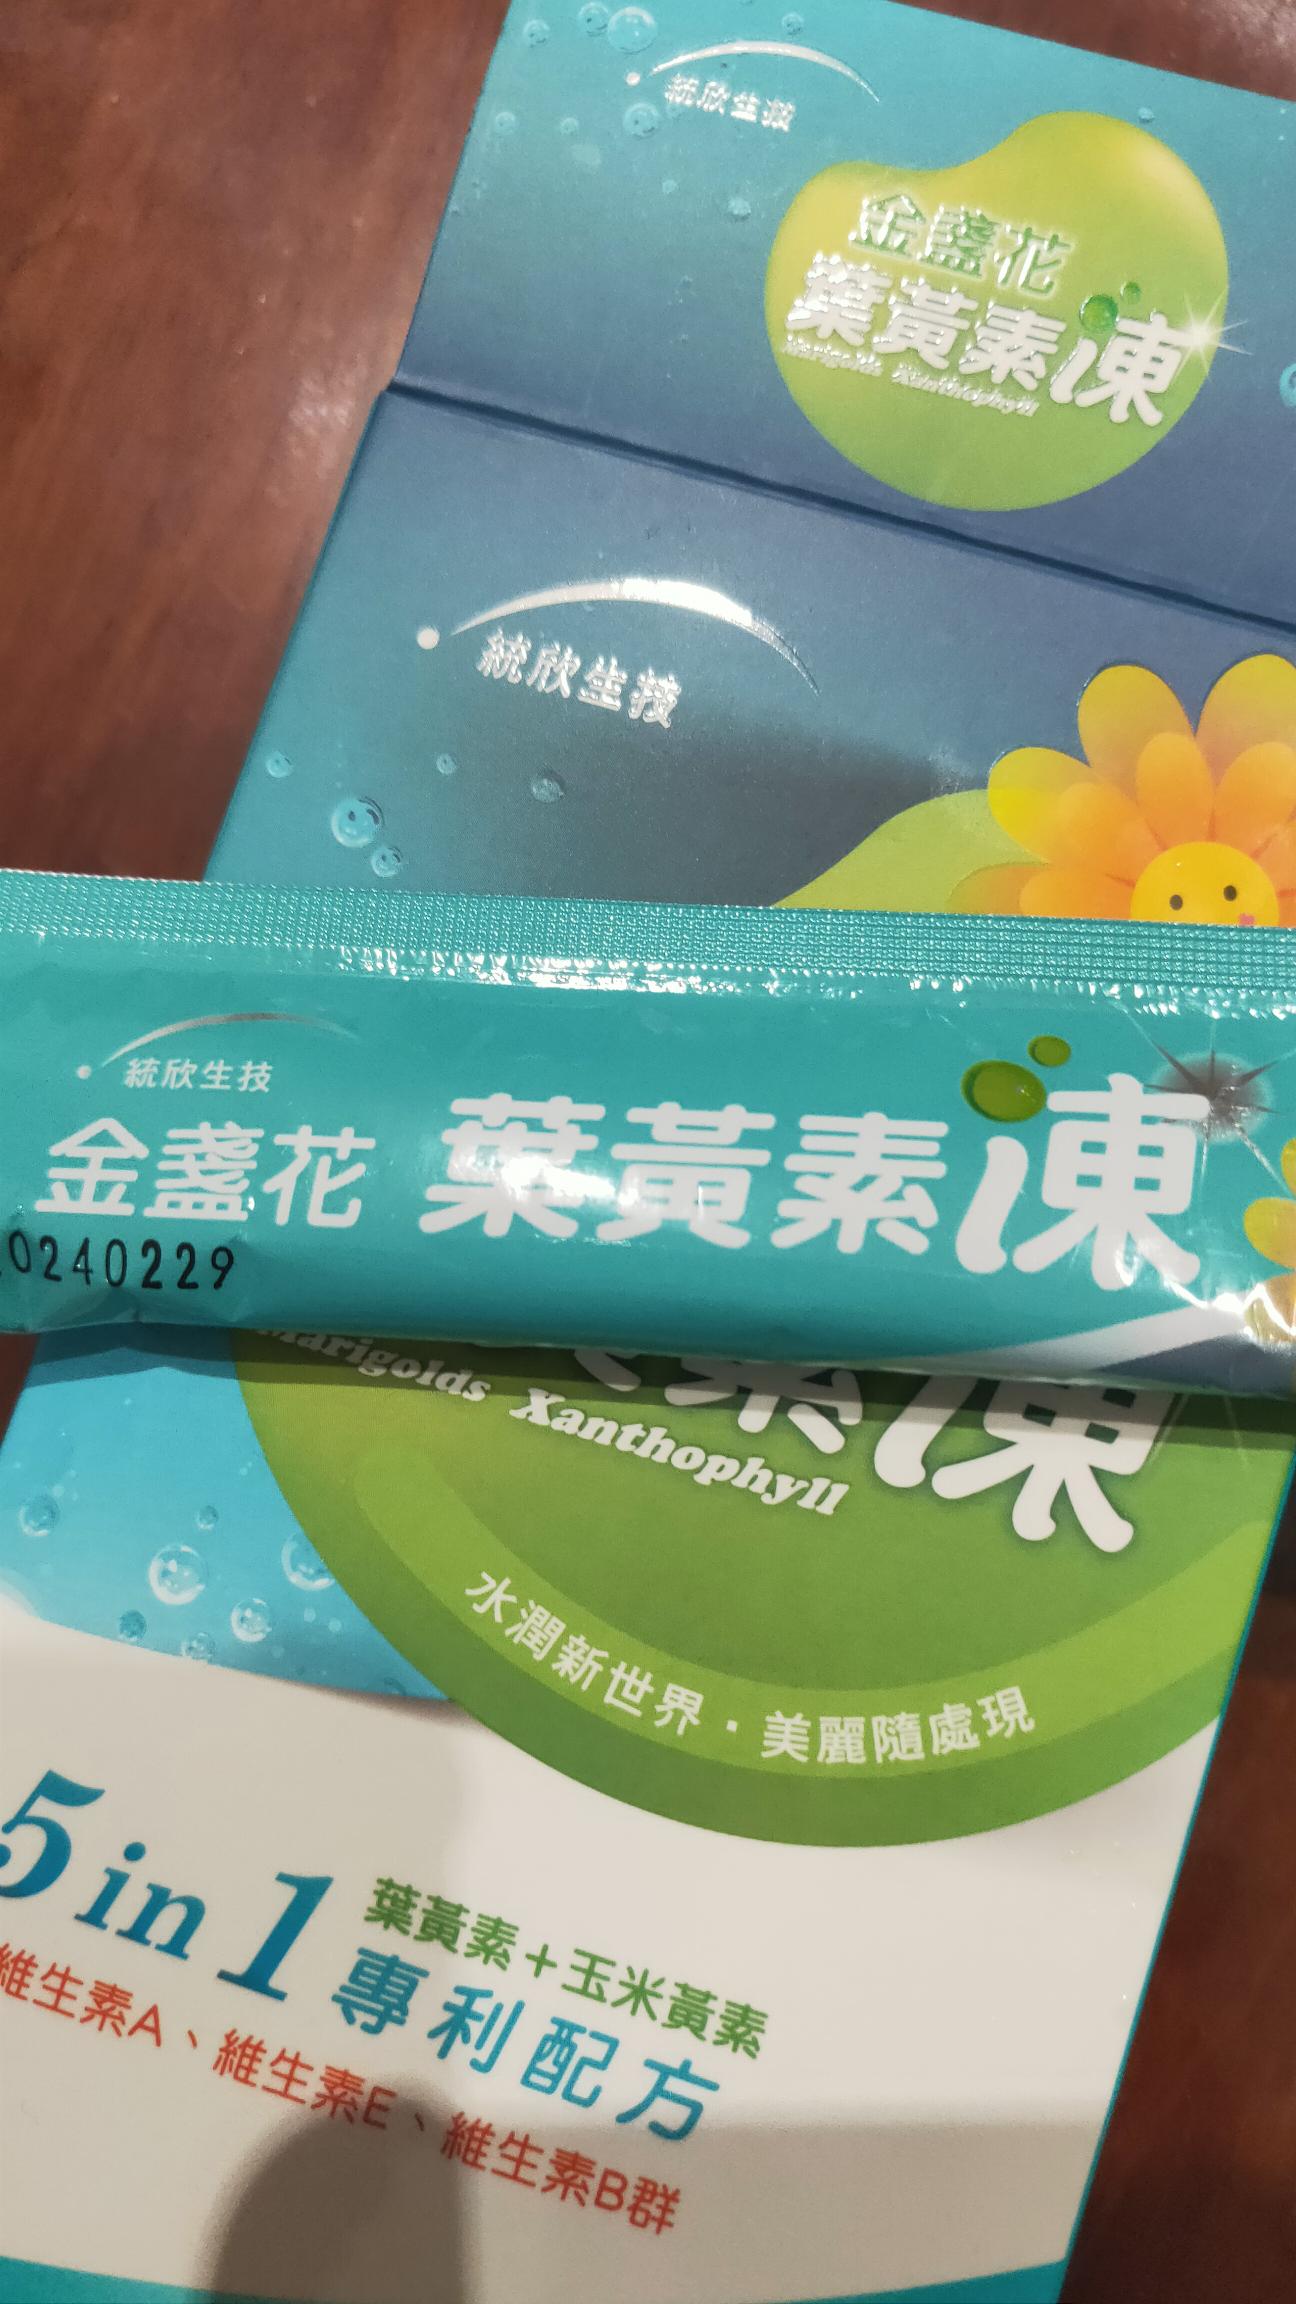 統欣生技
金盞花
葉黃素凍
Marigolds Xanthophyll
統欣生技
統欣生技
金盞花 葉黃素凍
0240229
Marigolds Xanthophyll
水潤新世界・美麗隨處現
5 in 1
葉黃素+玉米黃素
專利配方
維生素A、維生素E、維生素B群